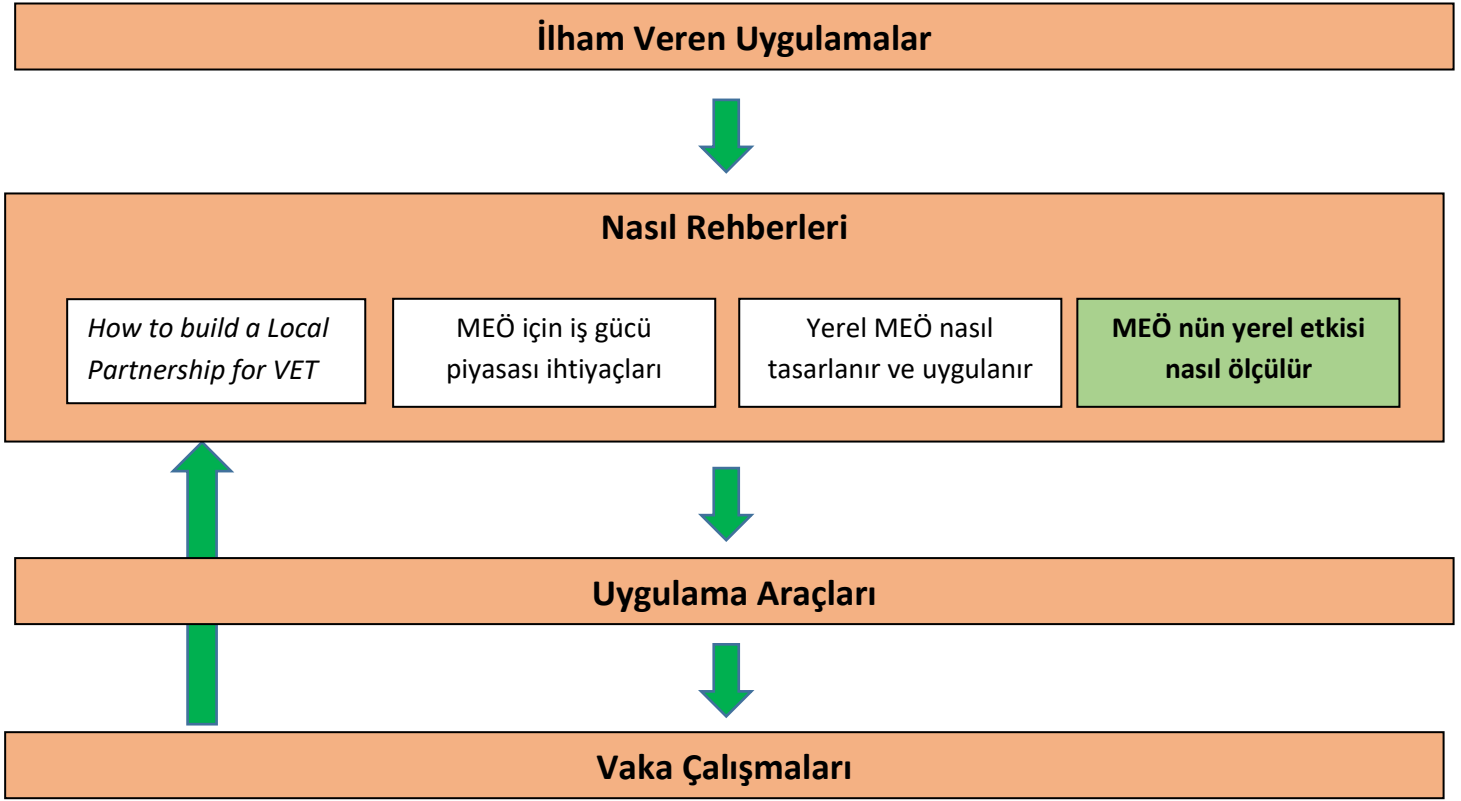 İlham Veren Uygulamalar
Nasıl Rehberleri
How to build a Local
Partnership for VET
MEÖ için iş gücü
piyasası ihtiyaçları
Yerel MEÖ nasıl
tasarlanır ve uygulanır
MEÖ nün yerel etkisi
nasıl ölçülür
Uygulama Araçları
Vaka Çalışmaları